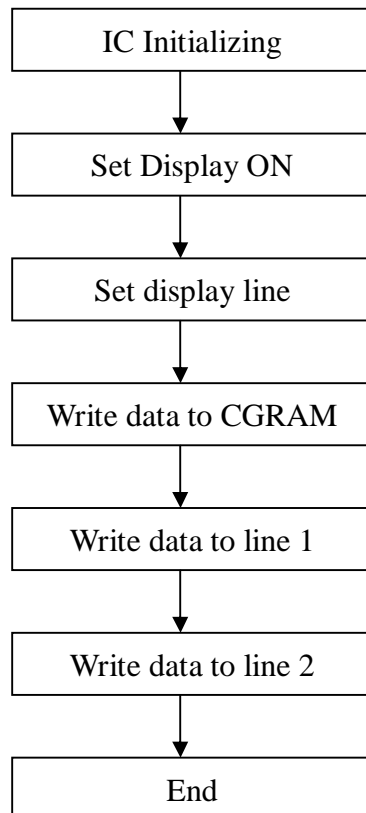 IC Initializing
Set Display ON
Set display line
Write data to CGRAM
Write data to line 1
Write data to line 2
End